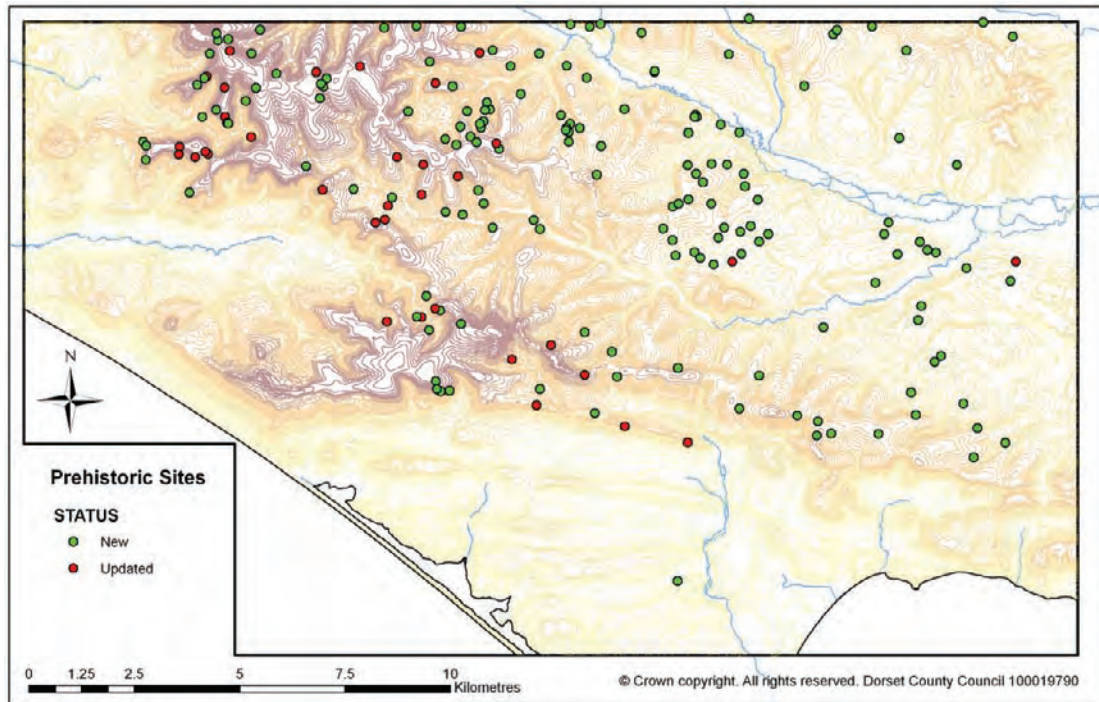 N
Prehistoric Sites
STATUS
New
Updated
0 1.25 2.5 5 7.5 10
Kilometres
© Crown copyright. All rights reserved. Dorset County Council 100019790